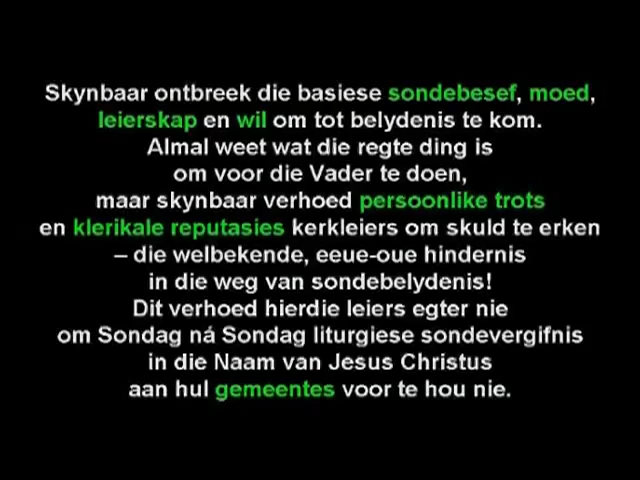 Skynbaar ontbreek die basiese sondebesef, moed,
leierskap en wil om tot belydenis te kom.
Almal weet wat die regte ding is
om voor die Vader te doen,
maar skynbaar verhoed persoonlike trots
en klerikale reputasies kerkleiers om skuld te erken
– die welbekende, eeue-oue hindernis
in die weg van sondebelydenis!
Dit verhoed hierdie leiers egter nie
om Sondag ná Sondag liturgiese sondevergifnis
in die Naam van Jesus Christus
aan hul gemeentes voor te hou nie.